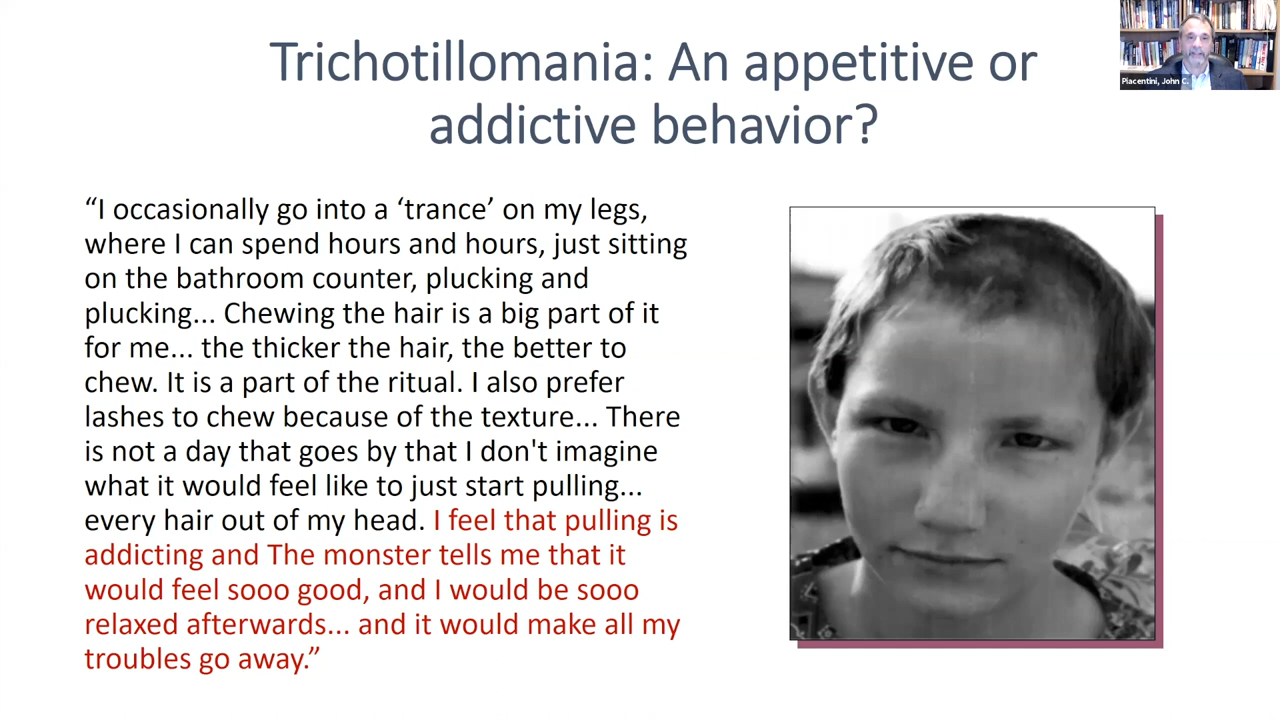 Trichotillomania: An appetitive or
addictive behavior?
Piacentini, John C.
“I occasionally go into a ‘trance’ on my legs,
where I can spend hours and hours, just sitting
on the bathroom counter, plucking and
plucking... Chewing the hair is a big part of it
for me... the thicker the hair, the better to
chew. It is a part of the ritual. I also prefer
lashes to chew because of the texture... There
is not a day that goes by that I don't imagine
what it would feel like to just start pulling...
every hair out of my head. I feel that pulling is
addicting and The monster tells me that it
would feel sooo good, and I would be sooo
relaxed afterwards... and it would make all my
troubles go away.”